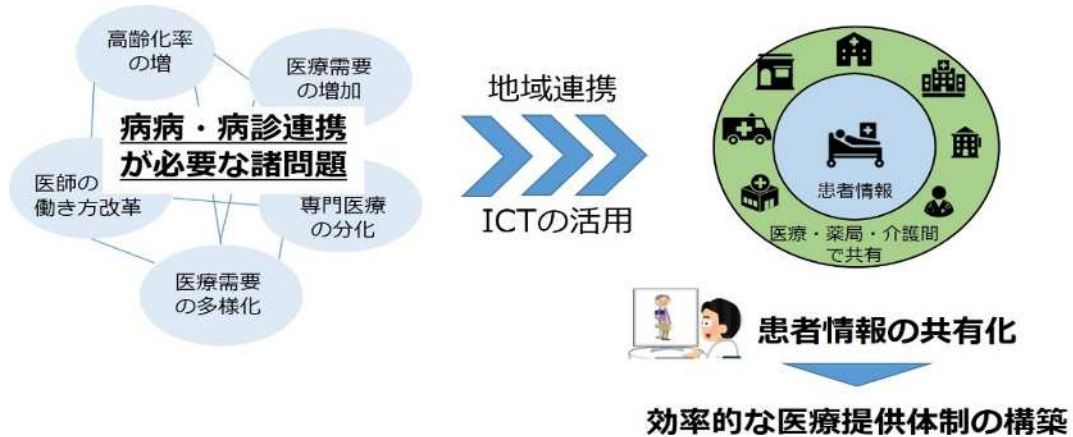 高齢化率
の増
医療需要
の増加
病病・病診連携
が必要な諸問題
医師の
働き方改革
専門医療
の分化
医療需要
の多様化
地域連携
ICTの活用
患者情報
医療・薬局・介護間
で共有
患者情報の共有化
効率的な医療提供体制の構築